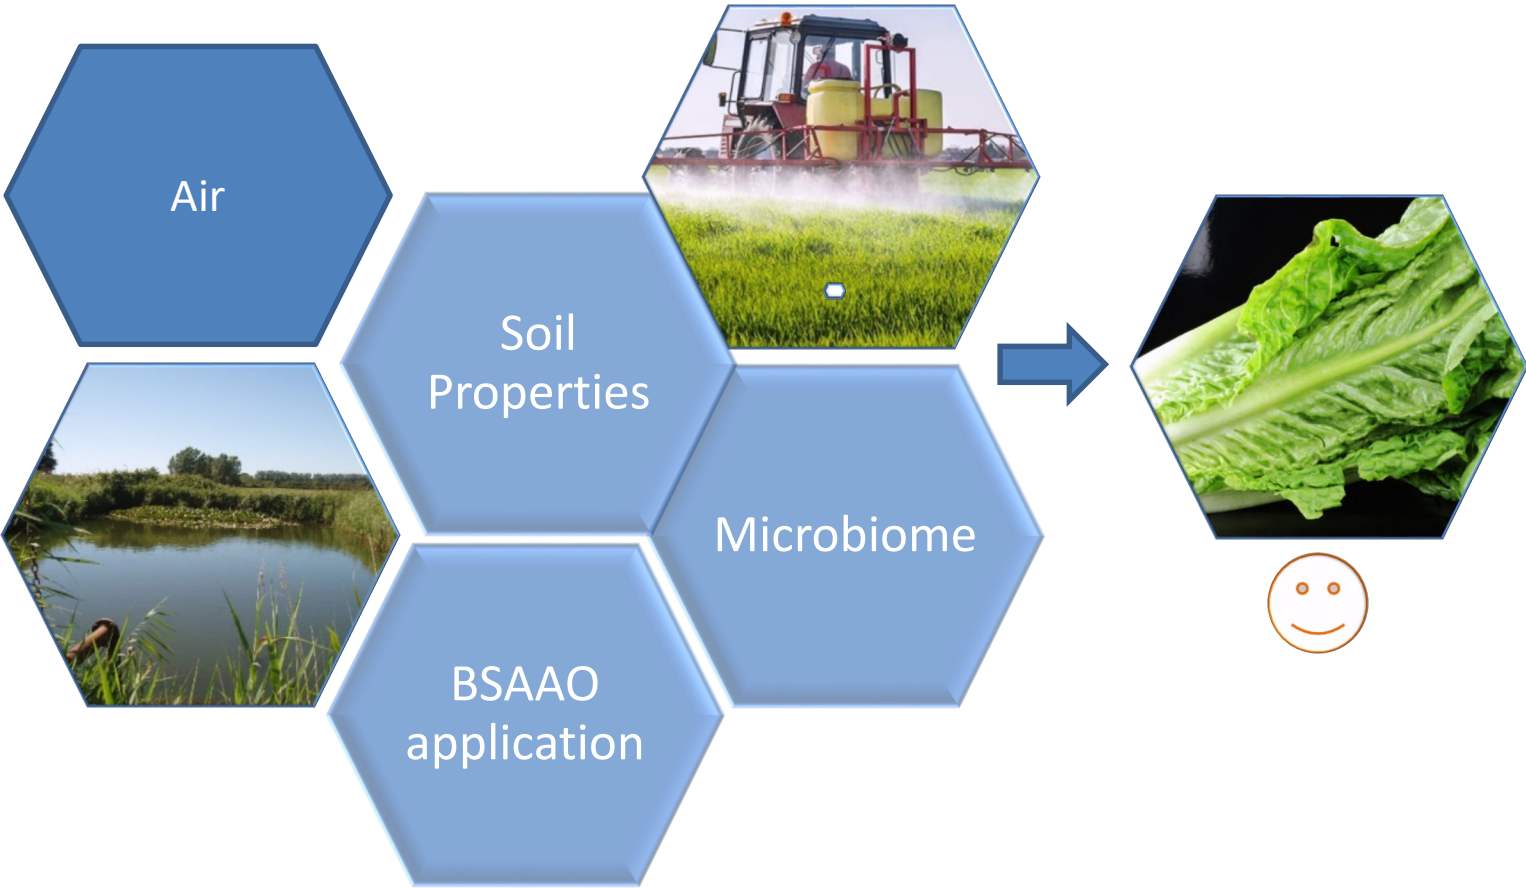 Air
Soil
Properties
Microbiome
BSAAO
application